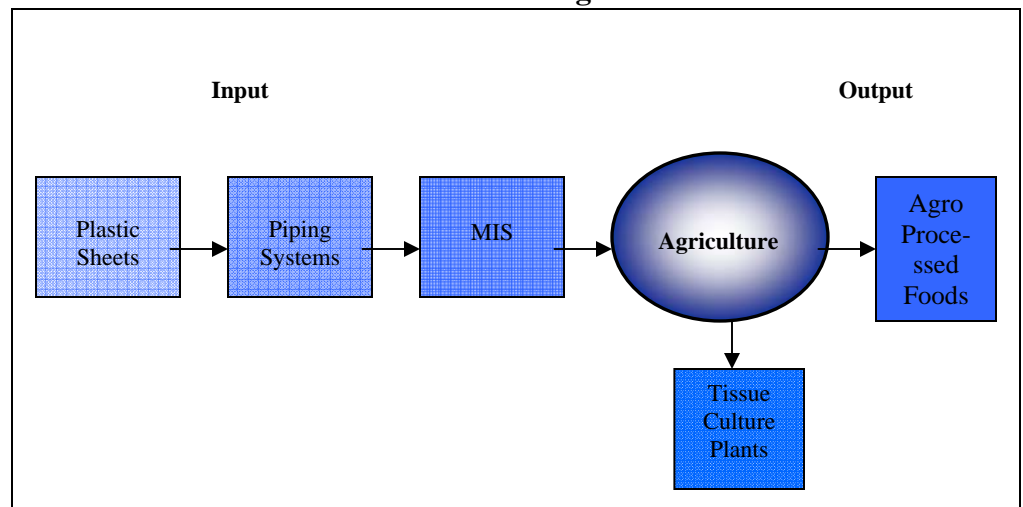 Input
Output
Plastic
Sheets
Piping
Systems
MIS
Agriculture
Agro
Proce-
ssed
Foods
Tissue
Culture
Plants